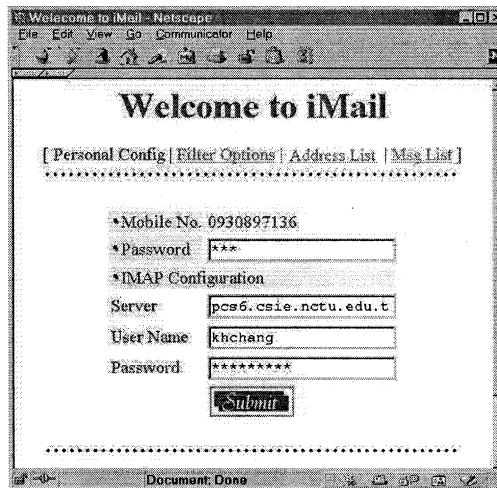 Welecome to iMail - Netscape
File Edit View Go Communicator Help
Welcome to iMail
[ Personal Config | Filter Options | Address List | Msg List ]
Mobile No. 0930897136
Password ***
IMAP Configuration
Server pcs6.csie.nctu.edu.t
User Name khchang
Password *********
Submit
Document: Done